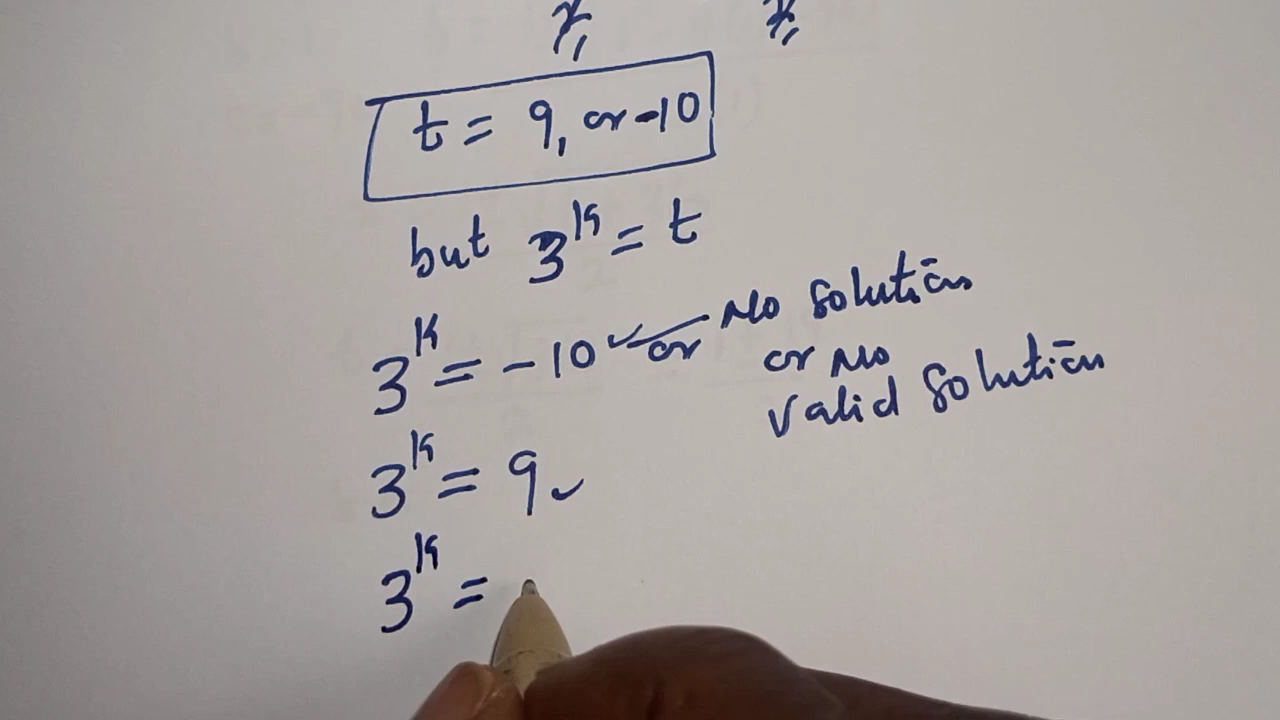 t = 9, or -10
but 3^k = t
3^k = -10 or No solution
or No
valid solution
3^k = 9
3^k =